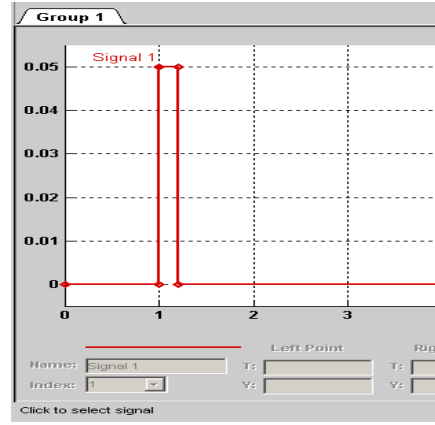 Group 1
Signal 1
0.05
0.04
0.03
0.02
0.01
0
0 1 2 3
Left Point Rig
Name: Signal 1 T: T:
Index: 1 Y: Y:
Click to select signal